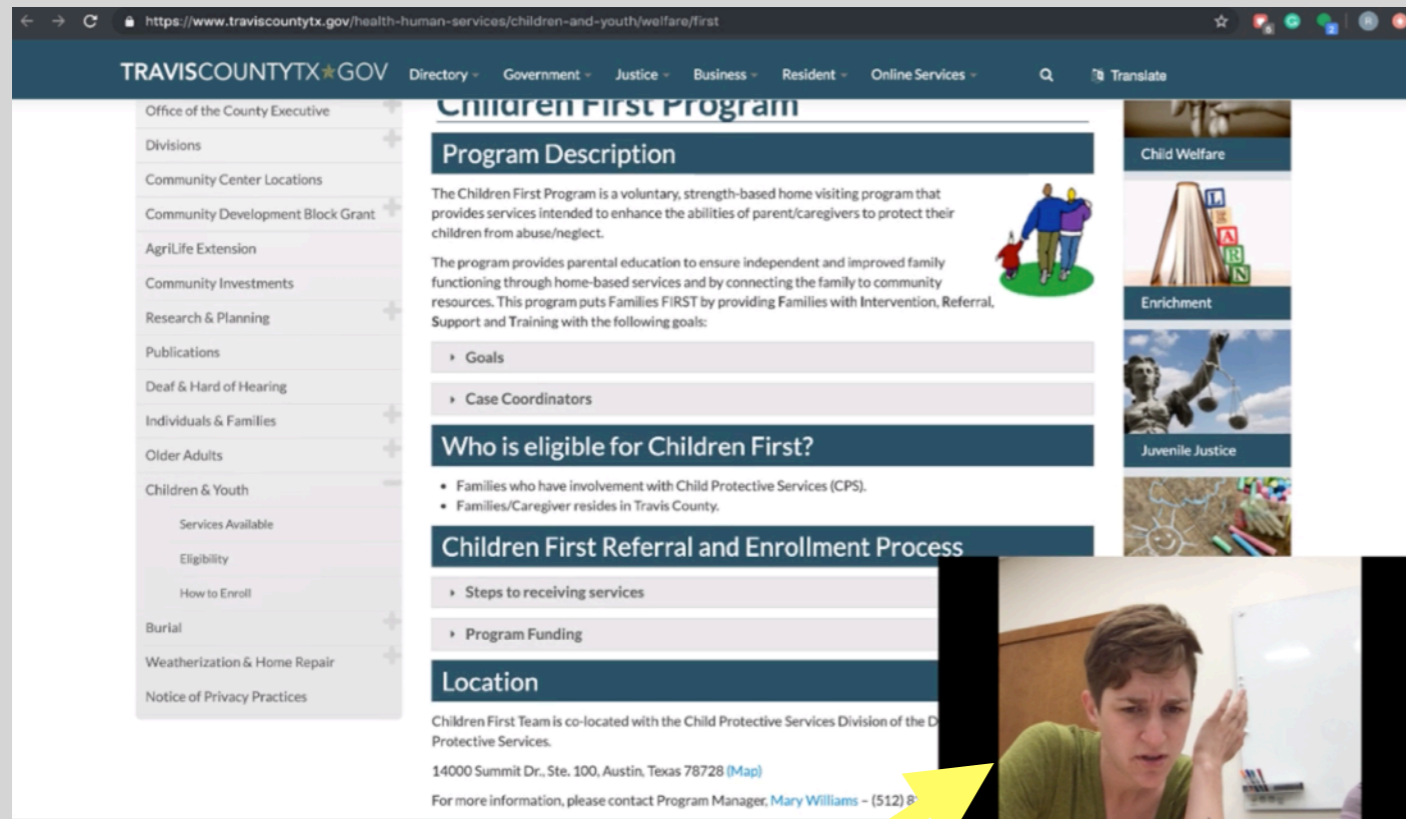 https://www.traviscountytx.gov/health-human-services/children-and-youth/welfare/first
TRAVISCOUNTYTX★GOV
Directory
Government
Justice
Business
Resident
Online Services
Translate
Office of the County Executive
Divisions
Community Center Locations
Community Development Block Grant
AgriLife Extension
Community Investments
Research & Planning
Publications
Deaf & Hard of Hearing
Individuals & Families
Older Adults
Children & Youth
Services Available
Eligibility
How to Enroll
Burial
Weatherization & Home Repair
Notice of Privacy Practices
Children First Program
Program Description
The Children First Program is a voluntary, strength-based home visiting program that
provides services intended to enhance the abilities of parent/caregivers to protect their
children from abuse/neglect.
The program provides parental education to ensure independent and improved family
functioning through home-based services and by connecting the family to community
resources. This program puts Families FIRST by providing Families with Intervention, Referral,
Support and Training with the following goals:
Goals
Case Coordinators
Who is eligible for Children First?
• Families who have involvement with Child Protective Services (CPS).
• Families/Caregiver resides in Travis County.
Children First Referral and Enrollment Process
Steps to receiving services
Program Funding
Location
Children First Team is co-located with the Child Protective Services Division of the D
Protective Services.
14000 Summit Dr., Ste. 100, Austin, Texas 78728 (Map)
For more information, please contact Program Manager, Mary Williams – (512) 8
Child Welfare
LEARN
Enrichment
Juvenile Justice